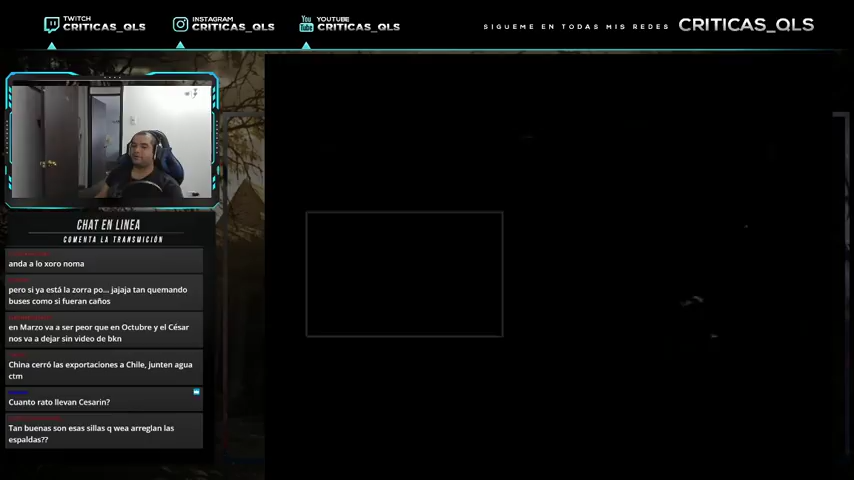 TWITCH
CRITICAS_QLS
INSTAGRAM
CRITICAS_QLS
You Tube
YOUTUBE
CRITICAS_QLS
SIGUEME EN TODAS MIS REDES
CRITICAS_QLS
CHAT EN LINEA
COMENTA LA TRANSMICIÓN
anda a lo xoro noma
pero si ya está la zorra po... jajaja tan quemando
buses como si fueran caños
en Marzo va a ser peor que en Octubre y el César
nos va a dejar sin video de bkn
China cerró las exportaciones a Chile, junten agua
ctm
Cuanto rato llevan Cesarin?
Tan buenas son esas sillas q wea arreglan las
espaldas??